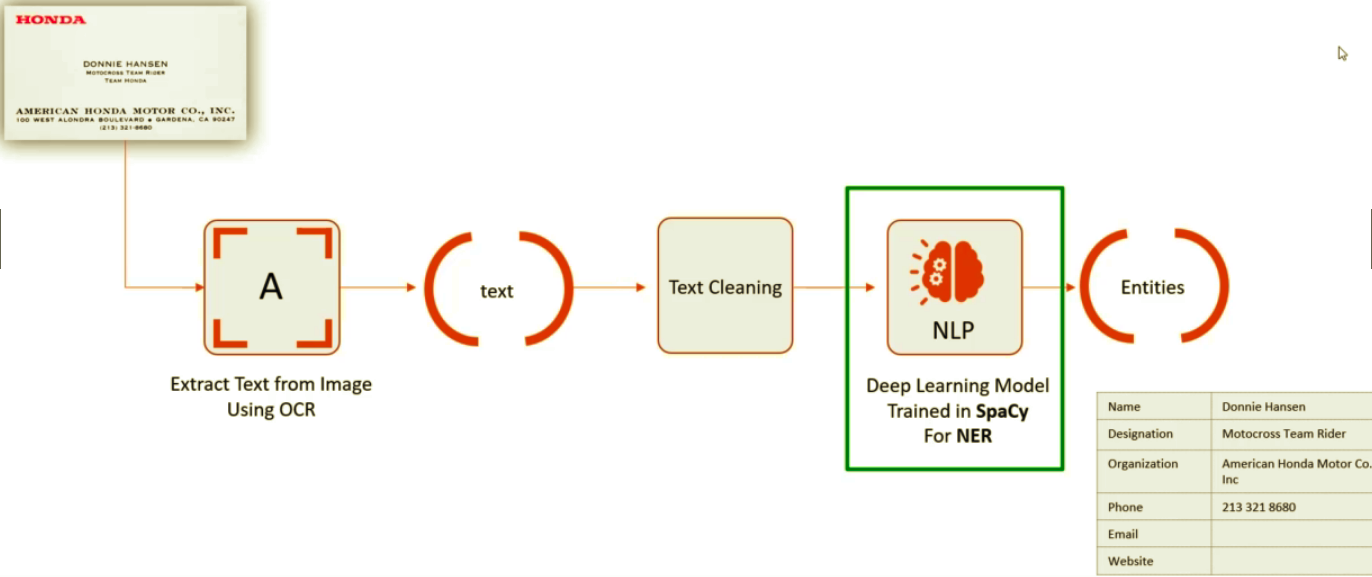 HONDA
DONNIE HANSEN
MOTOCROSS TEAM RIDER
TEAM HONDA
AMERICAN HONDA MOTOR CO., INC.
100 WEST ALONDRA BOULEVARD • GARDENA, CA 90247
(213) 321-8680
A
Extract Text from Image
Using OCR
text
Text Cleaning
NLP
Deep Learning Model
Trained in SpaCy
For NER
Entities
Name Donnie Hansen
Designation Motocross Team Rider
Organization American Honda Motor Co.
Inc
Phone 213 321 8680
Email
Website